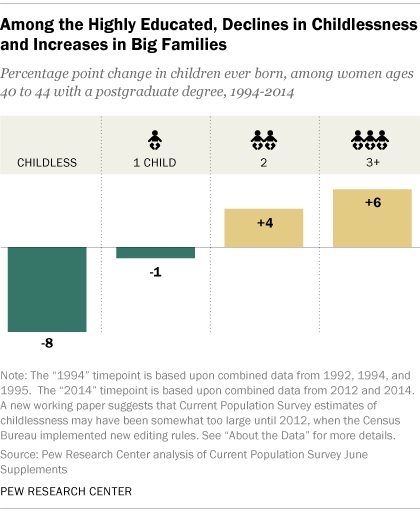 Among the Highly Educated, Declines in Childlessness
and Increases in Big Families
Percentage point change in children ever born, among women ages
40 to 44 with a postgraduate degree, 1994-2014
CHILDLESS 1 CHILD 2 3+
-8
-1
+4
+6
Note: The “1994” timepoint is based upon combined data from 1992, 1994, and
1995. The “2014” timepoint is based upon combined data from 2012 and 2014.
A new working paper suggests that Current Population Survey estimates of
childlessness may have been somewhat too large until 2012, when the Census
Bureau implemented new editing rules. See “About the Data” for more details.
Source: Pew Research Center analysis of Current Population Survey June
Supplements
PEW RESEARCH CENTER